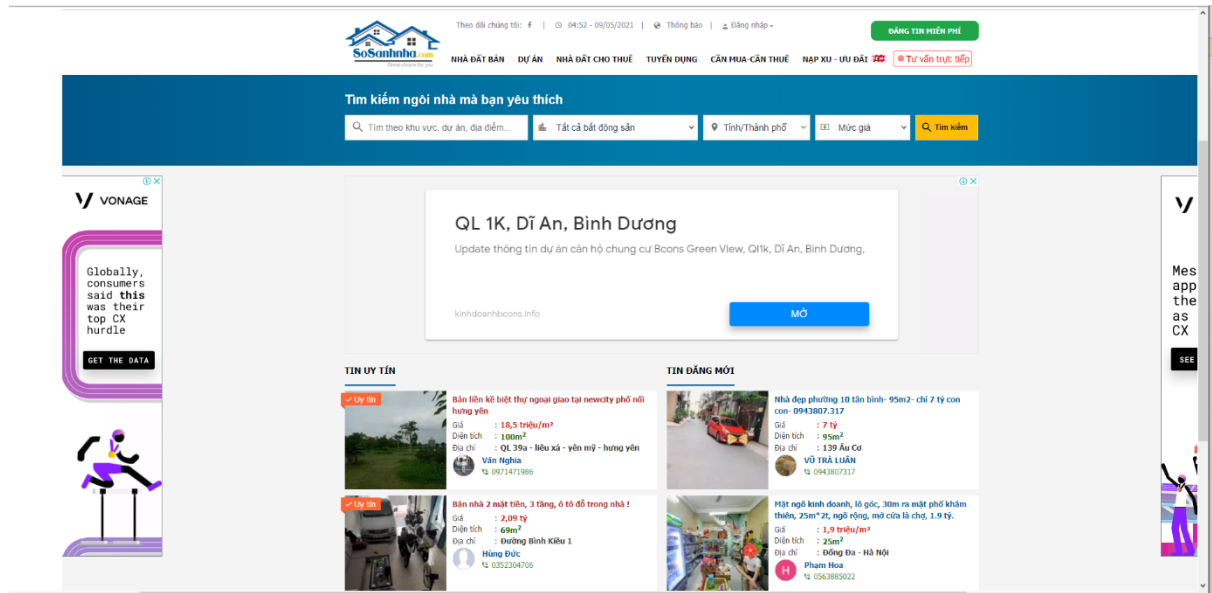 Theo dõi chúng tôi: f | 04:52 - 09/05/2021 | Thông báo | Đăng nhập
ĐĂNG TIN MIỄN PHÍ
SoSanhnha.com
NHÀ ĐẤT BÁN DỰ ÁN NHÀ ĐẤT CHO THUÊ TUYỂN DỤNG CẦN MUA-CẦN THUÊ NẠP XU - ƯU ĐÃI Tư vấn trực tiếp
Tìm kiếm ngôi nhà mà bạn yêu thích
Tìm theo khu vực, dự án, địa điểm... Tất cả bất động sản Tỉnh/Thành phố Mức giá Tìm kiếm
VONAGE
Globally,
consumers
said this
was their
top CX
hurdle
GET THE DATA
QL 1K, Dĩ An, Bình Dương
Update thông tin dự án căn hộ chung cư Bcons Green VIew, Ql1k, Dĩ An, Bình Dương,
kinhdoanhbcons.info
MỞ
Mes
app
the
as
CX
SEE
TIN UY TÍN
Uy tín
Bán liền kề biệt thự ngoại giao tại newcity phố nối
hưng yên
Giá : 18,5 triệu/m²
Diện tích : 100m²
Địa chỉ : QL 39a - liêu xá - yên mỹ - hưng yên
Văn Nghia
0971471986
Uy tín
Bán nhà 2 mặt tiền, 3 tầng, ô tô đỗ trong nhà !
Giá : 2,09 tỷ
Diện tích : 69m²
Địa chỉ : Đường Bình Kiều 1
Hùng Đức
0352304706
TIN ĐĂNG MỚI
Nhà đẹp phường 10 tân bình- 95m2- chỉ 7 tỷ con
con- 0943807.317
Giá : 7 tỷ
Diện tích : 95m²
Địa chỉ : 139 Âu Cơ
VŨ TRÀ LUÂN
0943807317
Mặt ngõ kinh doanh, lô góc, 30m ra mặt phố khâm
thiên, 25m*2t, ngõ rộng, mở cửa là chợ, 1.9 tỷ.
Giá : 1,9 triệu/m²
Diện tích : 25m²
Địa chỉ : Đống Đa - Hà Nội
H
Phạm Hoa
0563885022